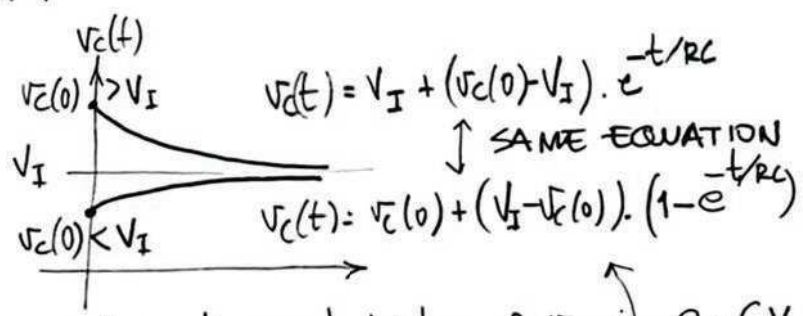 vc(t)
vc(0) > VI
vc(t) = VI + (vc(0) - VI) . e^-t/RC
↕ SAME EQUATION
VI
vc(t) = vc(0) + (VI - vc(0)) . (1 - e^-t/RC)
vc(0) < VI